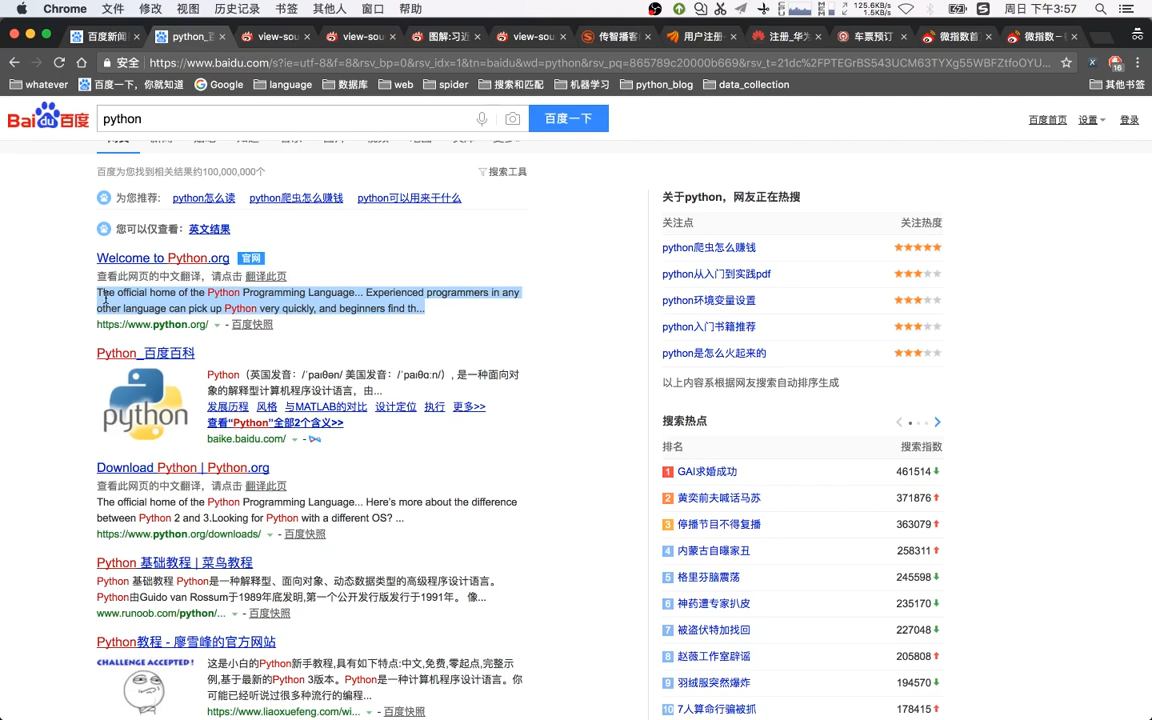 Chrome 文件 修改 视图 历史记录 书签 其他人 窗口 帮助 125.6KB/s 1.5KB/s 周日 下午3:57
百度新闻 python_百 view-sou view-sou 图解:习近 view-sou 传智播客 用户注册- 注册_华为 车票预订 微指数首 微指数 –
安全 https://www.baidu.com/s?ie=utf-8&f=8&rsv_bp=0&rsv_idx=1&tn=baidu&wd=python&rsv_pq=865789c20000b669&rsv_t=21dc%2FPTEGrBS543UCM63TYXg55WBFZtfoOYU... 16
whatever 百度一下，你就知道 Google language 数据库 web spider 搜索和匹配 机器学习 python_blog data_collection 其他书签
Bai 百度 python 百度一下 百度首页 设置 登录
百度为您找到相关结果约100,000,000个 搜索工具
为您推荐: python怎么读 python爬虫怎么赚钱 python可以用来干什么
您可以仅查看：英文结果
Welcome to Python.org 官网
查看此网页的中文翻译，请点击 翻译此页
The official home of the Python Programming Language... Experienced programmers in any
other language can pick up Python very quickly, and beginners find th...
https://www.python.org/ - 百度快照
Python_百度百科
python
Python（英国发音：/ˈpaɪθən/ 美国发音：/ˈpaɪθɑːn/）, 是一种面向对
象的解释型计算机程序设计语言，由...
发展历程 风格 与MATLAB的对比 设计定位 执行 更多>>
查看“Python”全部2个含义>>
baike.baidu.com/ -
Download Python | Python.org
查看此网页的中文翻译，请点击 翻译此页
The official home of the Python Programming Language... Here's more about the difference
between Python 2 and 3.Looking for Python with a different OS? ...
https://www.python.org/downloads/ - 百度快照
Python 基础教程 | 菜鸟教程
Python 基础教程 Python是一种解释型、面向对象、动态数据类型的高级程序设计语言。
Python由Guido van Rossum于1989年底发明,第一个公开发行版发行于1991年。 像...
www.runoob.com/python/... - 百度快照
Python教程 - 廖雪峰的官方网站
CHALLENGE ACCEPTED!
这是小白的Python新手教程,具有如下特点:中文,免费,零起点,完整示
例,基于最新的Python 3版本。 Python是一种计算机程序设计语言。你
可能已经听说过很多种流行的编程...
https://www.liaoxuefeng.com/wi... - 百度快照
关于python，网友正在热搜
关注点 关注热度
python爬虫怎么赚钱
python从入门到实践pdf
python环境变量设置
python入门书籍推荐
python是怎么火起来的
以上内容系根据网友搜索自动排序生成
搜索热点
排名 搜索指数
1 GAI求婚成功 461514
2 黄奕前夫喊话马苏 371876
3 停播节目不得复播 363079
4 内蒙古自曝家丑 258311
5 格里芬脑震荡 245598
6 神药遭专家扒皮 235170
7 被盗伏特加找回 227048
8 赵薇工作室辟谣 205808
9 羽绒服突然爆炸 194570
10 7人算命行骗被抓 178415